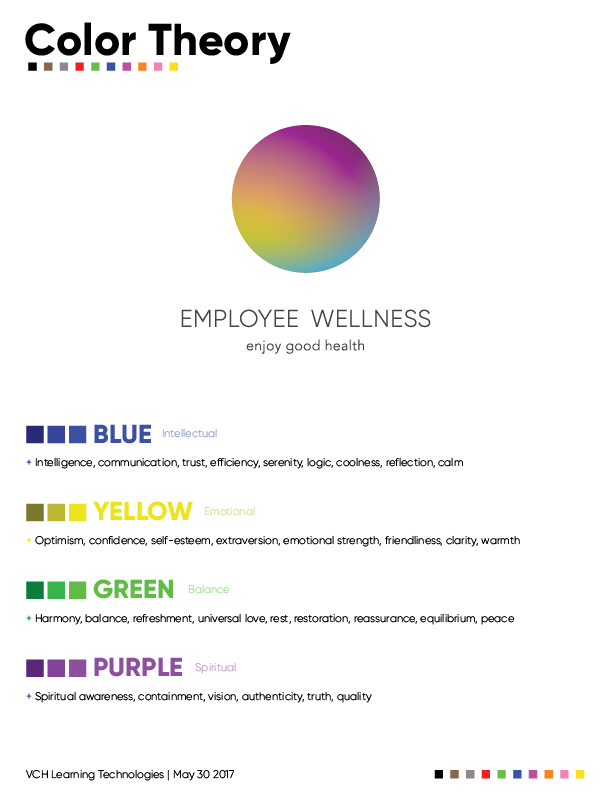 Color Theory
EMPLOYEE WELLNESS
enjoy good health
BLUE Intellectual
+ Intelligence, communication, trust, efficiency, serenity, logic, coolness, reflection, calm
YELLOW Emotional
+ Optimism, confidence, self-esteem, extraversion, emotional strength, friendliness, clarity, warmth
GREEN Balance
+ Harmony, balance, refreshment, universal love, rest, restoration, reassurance, equilibrium, peace
PURPLE Spiritual
+ Spiritual awareness, containment, vision, authenticity, truth, quality
VCH Learning Technologies | May 30 2017